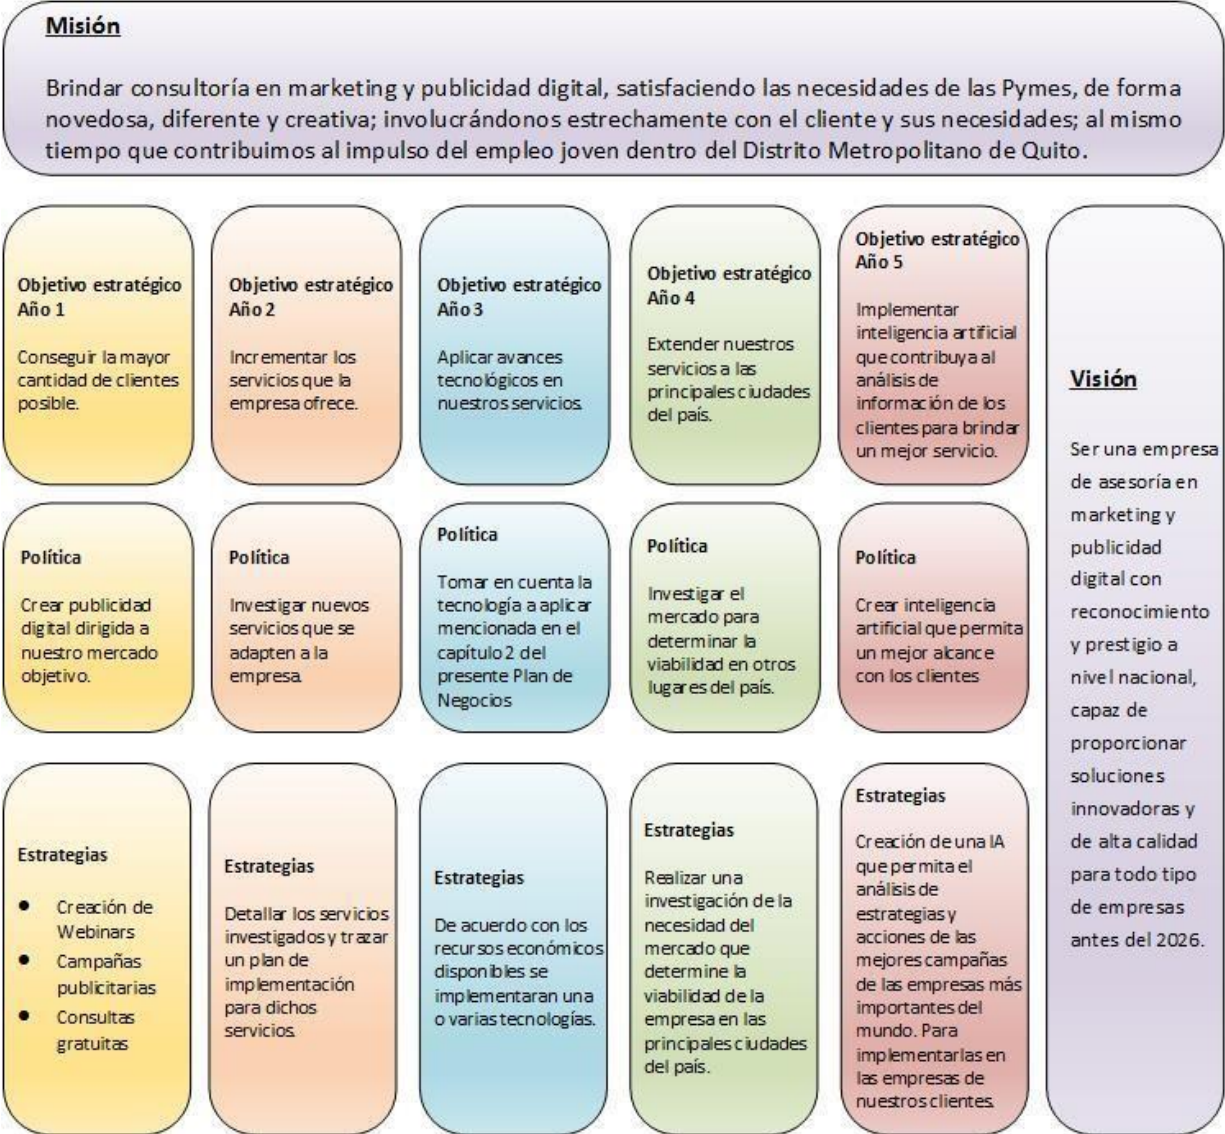 Misión
Brindar consultoría en marketing y publicidad digital, satisfaciendo las necesidades de las Pymes, de forma
novedosa, diferente y creativa; involucrándonos estrechamente con el cliente y sus necesidades; al mismo
tiempo que contribuimos al impulso del empleo joven dentro del Distrito Metropolitano de Quito.
Objetivo estratégico
Año 1
Conseguir la mayor
cantidad de clientes
posible.
Objetivo estratégico
Año 2
Incrementar los
servicios que la
empresa ofrece.
Objetivo estratégico
Año 3
Aplicar avances
tecnológicos en
nuestros servicios.
Objetivo estratégico
Año 4
Extender nuestros
servicios a las
principales ciudades
del país.
Objetivo estratégico
Año 5
Implementar
inteligencia artificial
que contribuya al
análisis de
información de los
clientes para brindar
un mejor servicio.
Política
Crear publicidad
digital dirigida a
nuestro mercado
objetivo.
Política
Investigar nuevos
servicios que se
adapten a la
empresa.
Política
Tomar en cuenta la
tecnología a aplicar
mencionada en el
capítulo 2 del
presente Plan de
Negocios
Política
Investigar el
mercado para
determinar la
viabilidad en otros
lugares del país.
Política
Crear inteligencia
artificial que permita
un mejor alcance
con los clientes
Estrategias
• Creación de
Webinars
• Campañas
publicitarias
• Consultas
gratuitas
Estrategias
Detallar los servicios
investigados y trazar
un plan de
implementación
para dichos
servicios.
Estrategias
De acuerdo con los
recursos económicos
disponibles se
implementaran una
o varias tecnologías.
Estrategias
Realizar una
investigación de la
necesidad del
mercado que
determine la
viabilidad de la
empresa en las
principales ciudades
del país.
Estrategias
Creación de una IA
que permita el
análisis de
estrategias y
acciones de las
mejores campañas
de las empresas más
importantes del
mundo. Para
implementarlas en
las empresas de
nuestros clientes.
Visión
Ser una empresa
de asesoría en
marketing y
publicidad
digital con
reconocimiento
y prestigio a
nivel nacional,
capaz de
proporcionar
soluciones
innovadoras y
de alta calidad
para todo tipo
de empresas
antes del 2026.